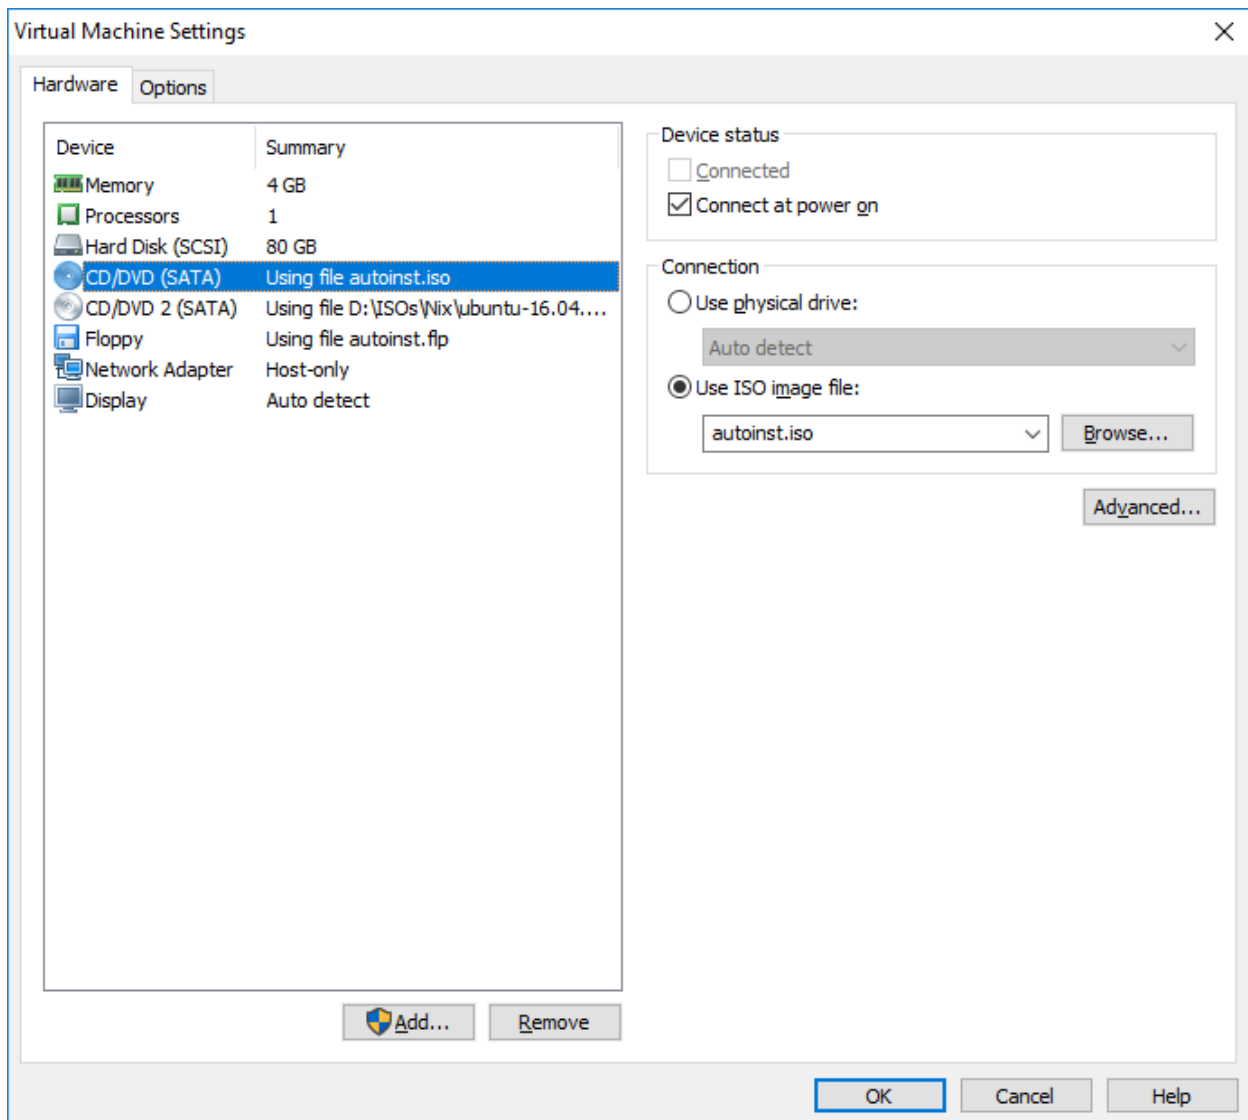 Virtual Machine Settings
Hardware Options
Device Summary
Memory 4 GB
Processors 1
Hard Disk (SCSI) 80 GB
CD/DVD (SATA) Using file autoinst.iso
CD/DVD 2 (SATA) Using file D:\ISOs\Nix\ubuntu-16.04....
Floppy Using file autoinst.flp
Network Adapter Host-only
Display Auto detect
Add... Remove
Device status
Connected
Connect at power on
Connection
Use physical drive:
Auto detect
Use ISO image file:
autoinst.iso Browse...
Advanced...
OK Cancel Help